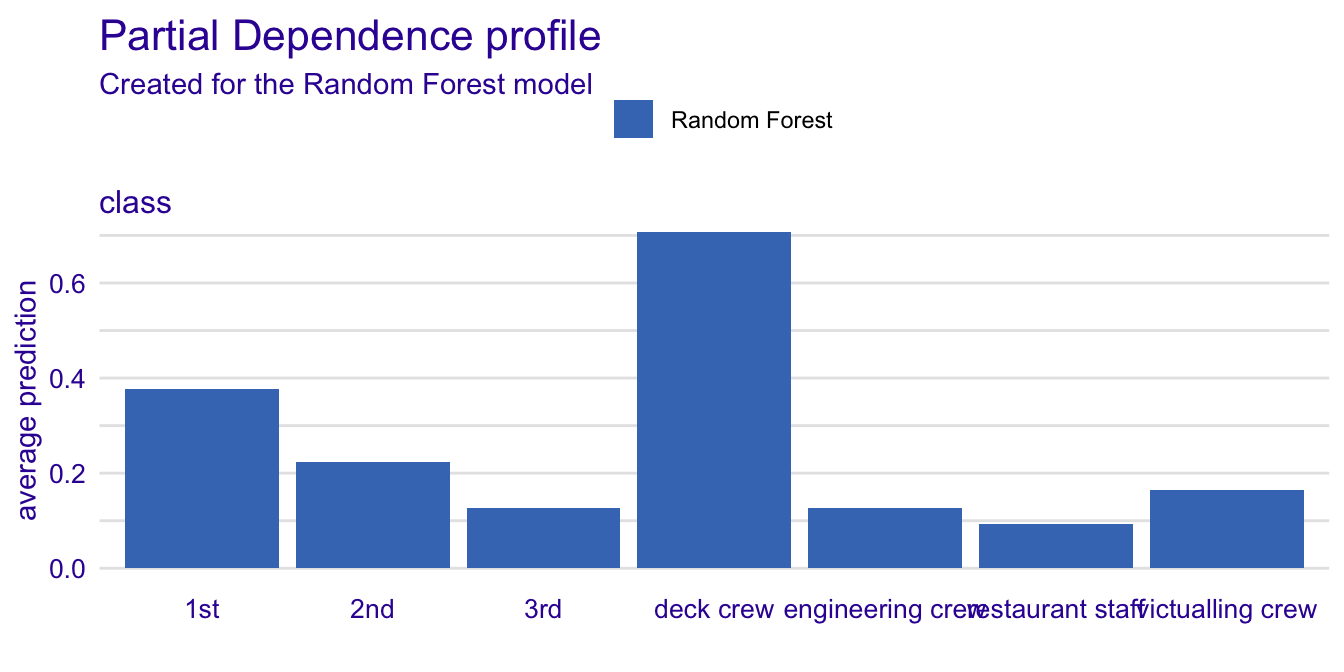 Partial Dependence profile
Created for the Random Forest model
Random Forest
class
average prediction
0.6
0.4
0.2
0.0
1st 2nd 3rd deck crew engineering crew restaurant staff victualling crew